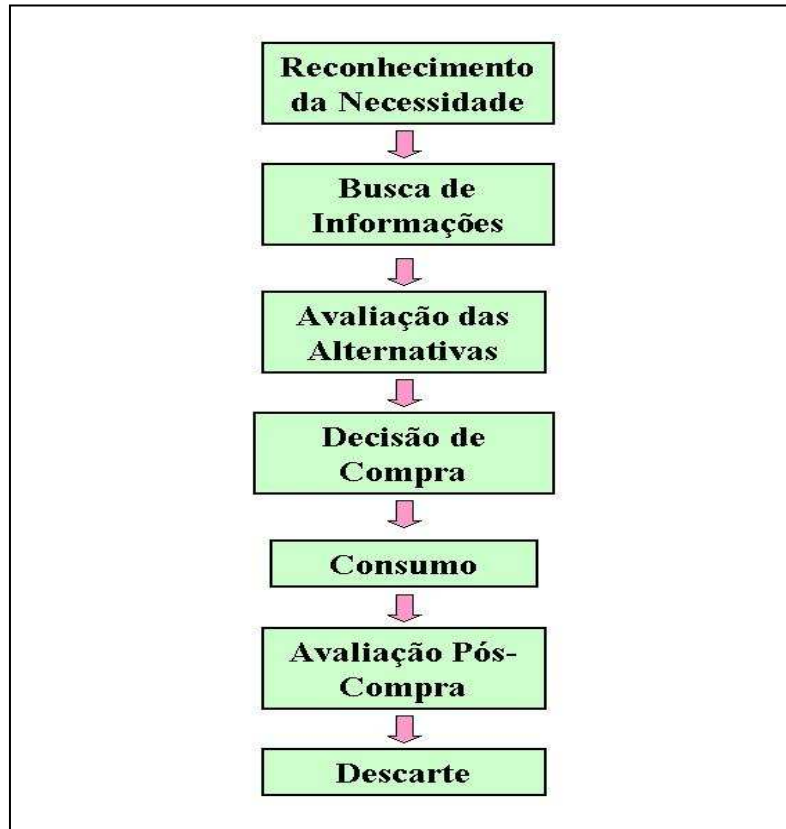 Reconhecimento
da Necessidade
Busca de
Informações
Avaliação das
Alternativas
Decisão de
Compra
Consumo
Avaliação Pós-
Compra
Descarte